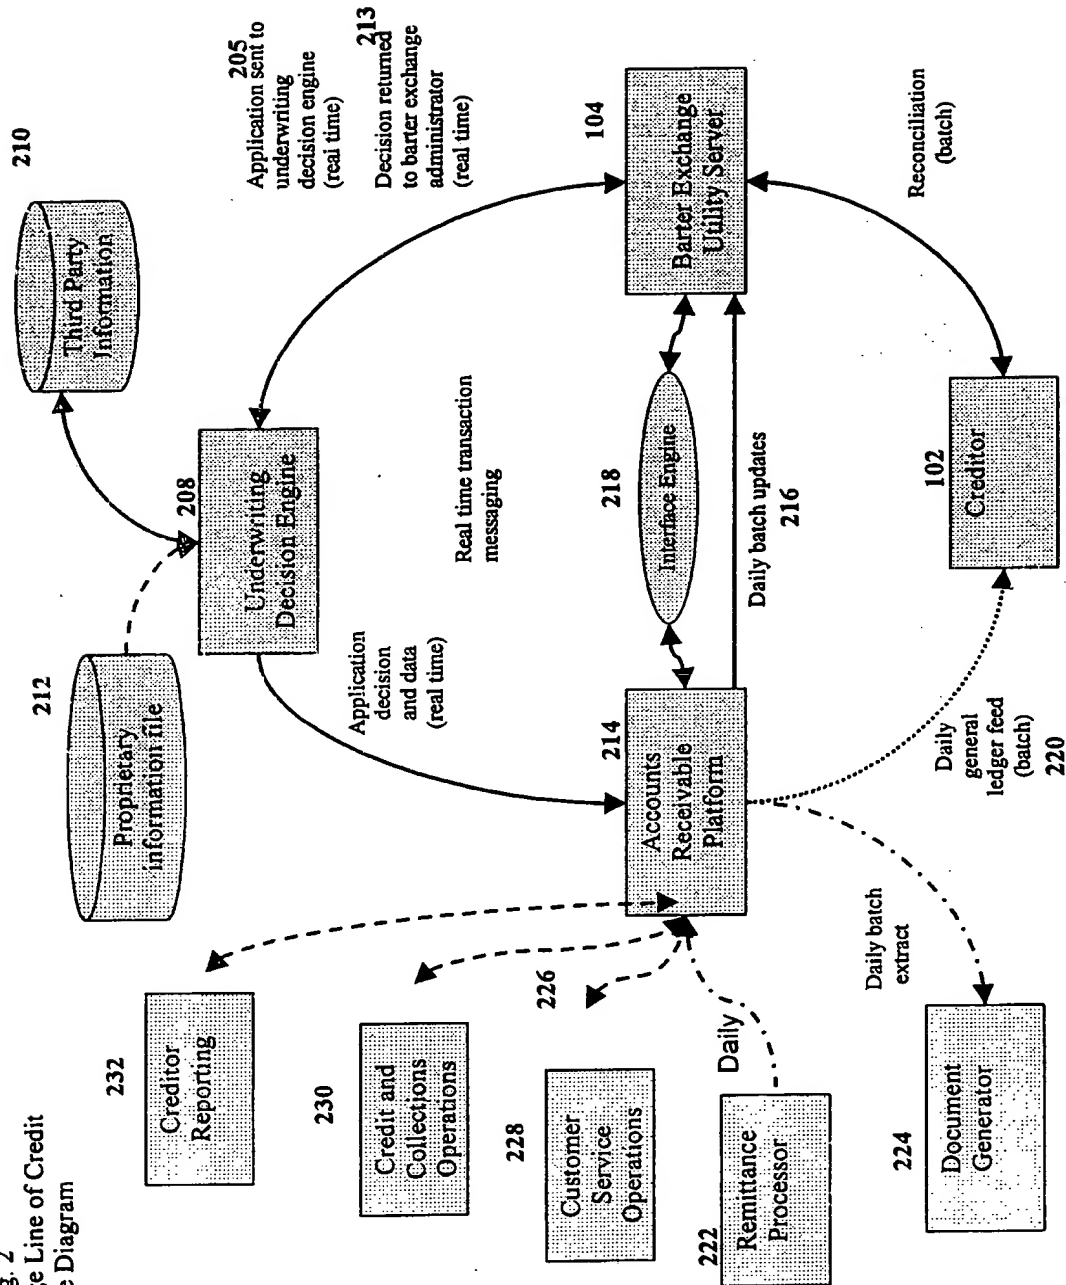 g. 2
ge Line of Credit
e Diagram
210
Third Party
Information
212
Proprietary
information file
208
Underwriting
Decision Engine
205
Application sent to
underwriting
decision engine
(real time)
213
Decision returned
to barter exchange
administrator
(real time)
Application
decision
and data
(real time)
Real time transaction
messaging
104
Barter Exchange
Utility Server
218
Interface Engine
214
Accounts
Receivable
Platform
Daily batch updates
216
Reconciliation
(batch)
102
Creditor
Daily
general
ledger feed
(batch)
220
232
Creditor
Reporting
230
Credit and
Collections
Operations
228
Customer
Service
Operations
226
222
Remittance
Processor
Daily
Daily batch
extract
224
Document
Generator